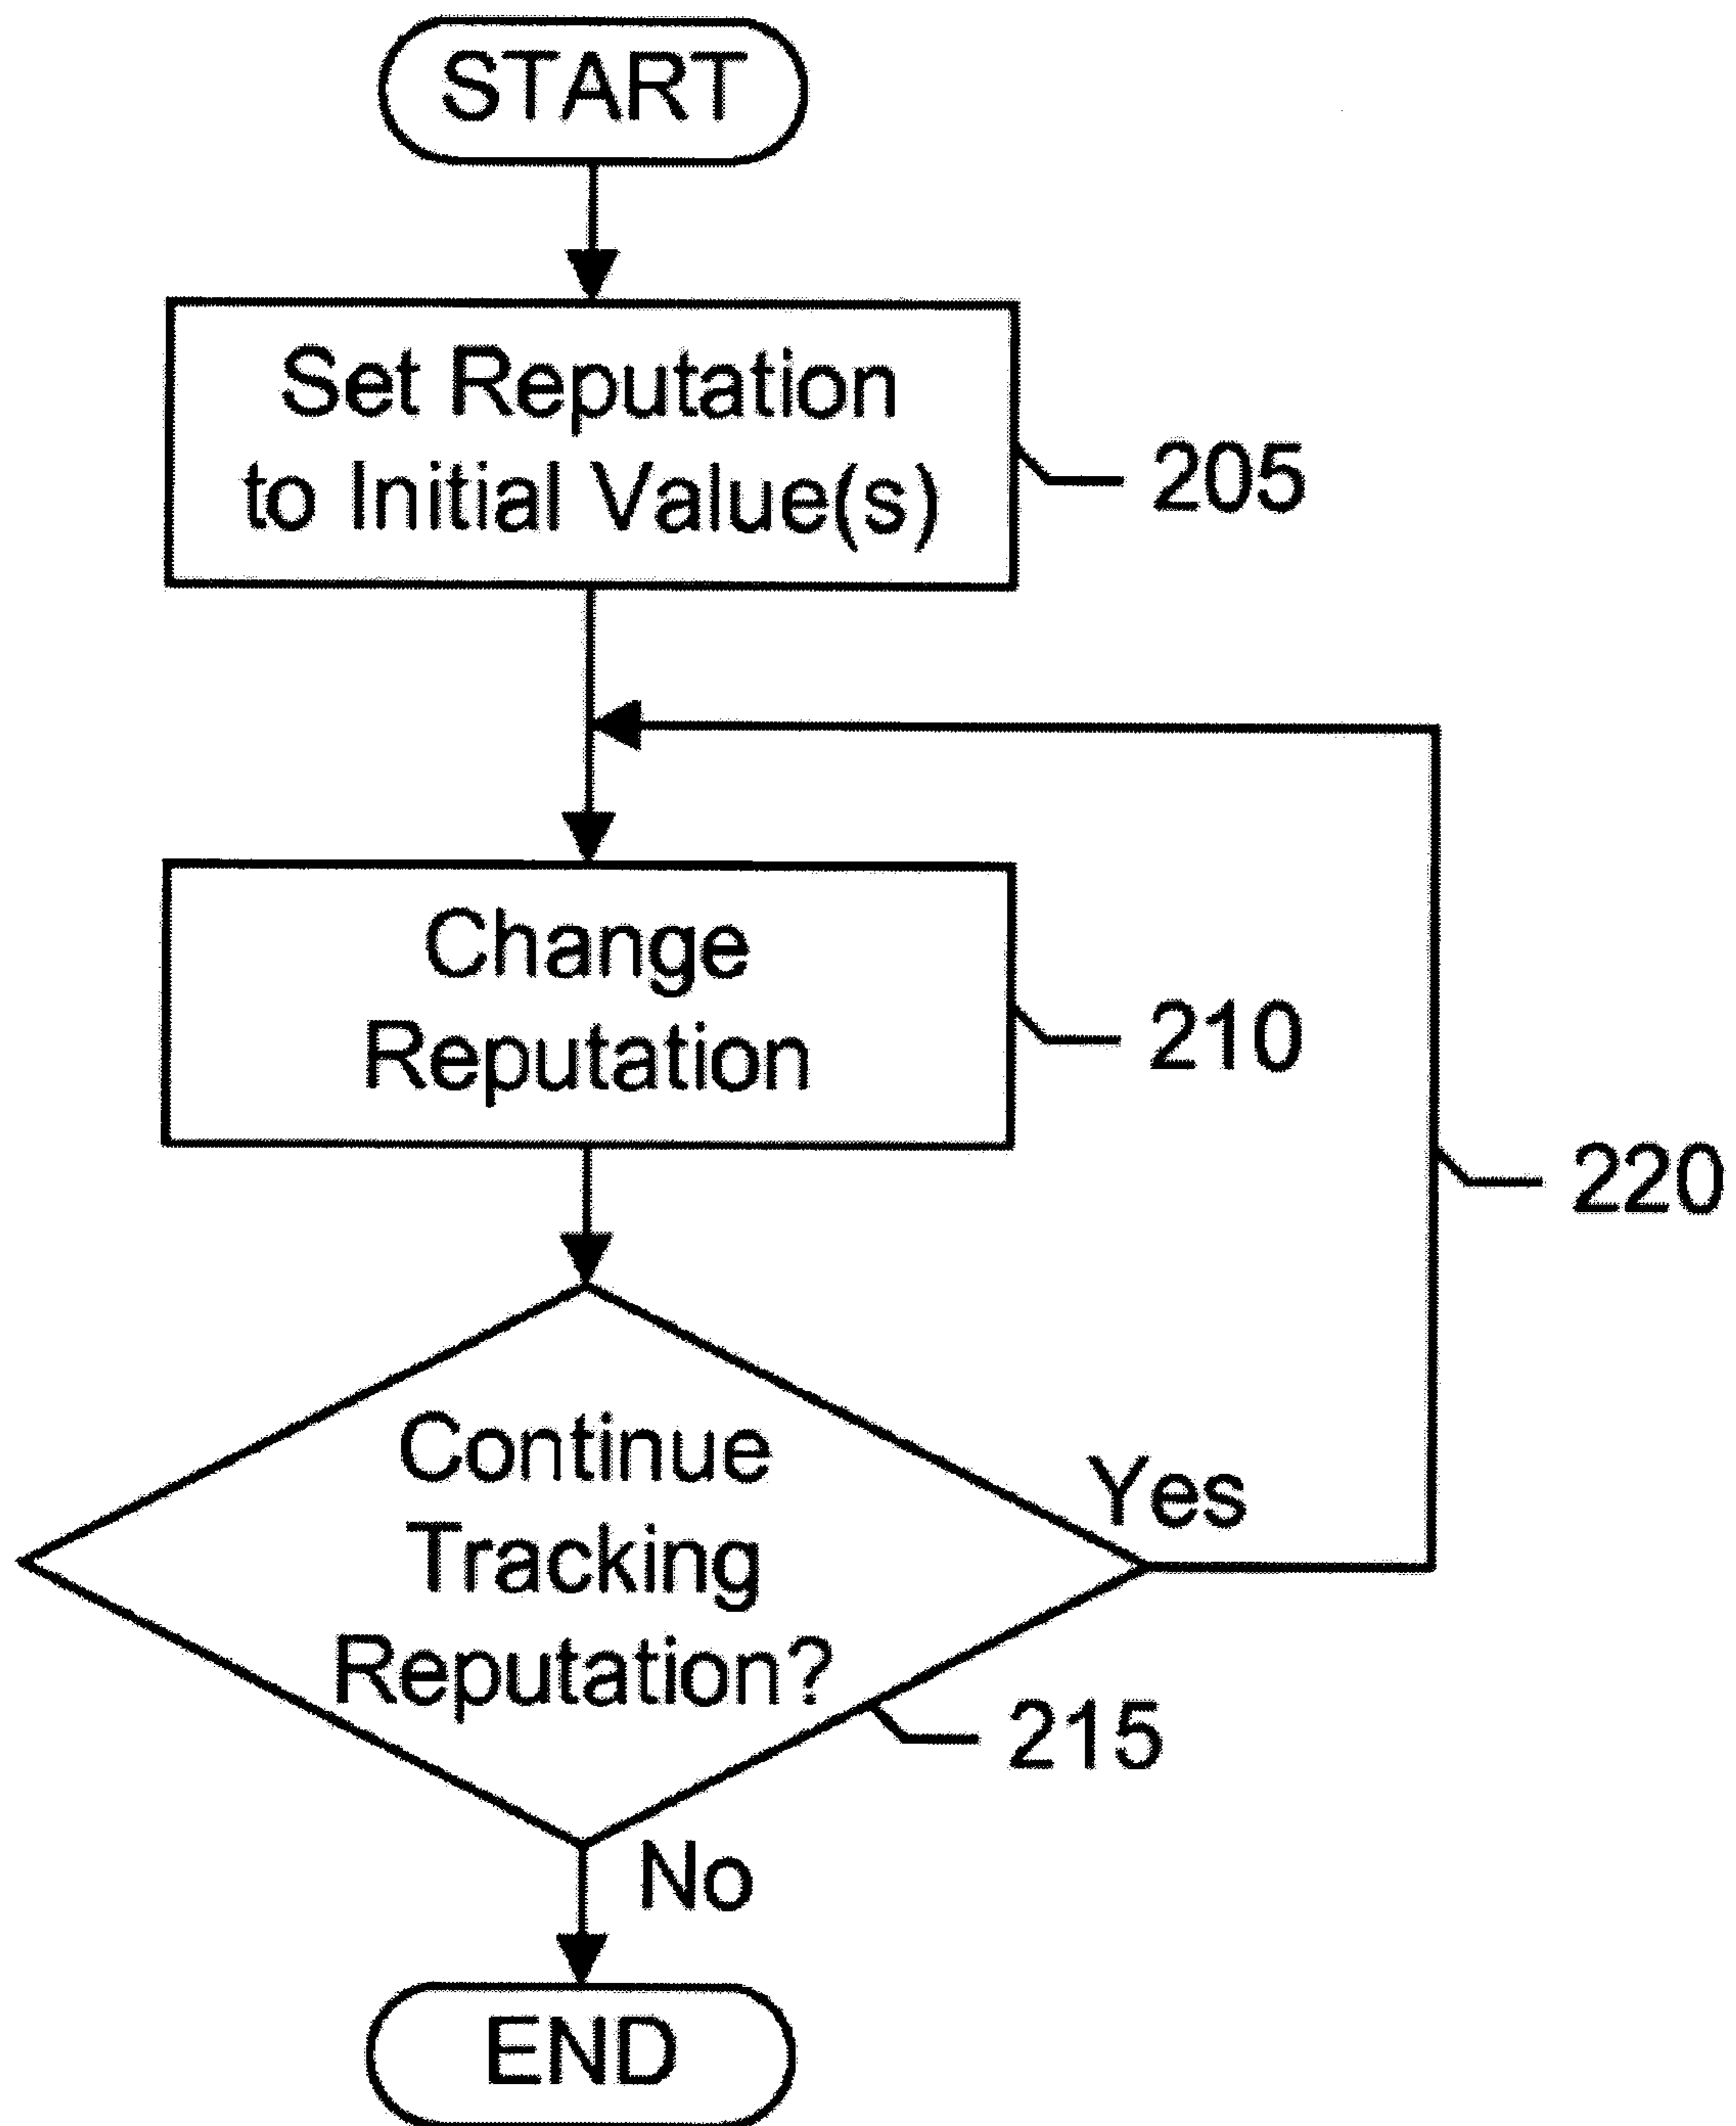 START
Set Reputation
to Initial Value(s)
205
Change
Reputation
210
220
Continue
Tracking
Reputation?
Yes
215
No
END